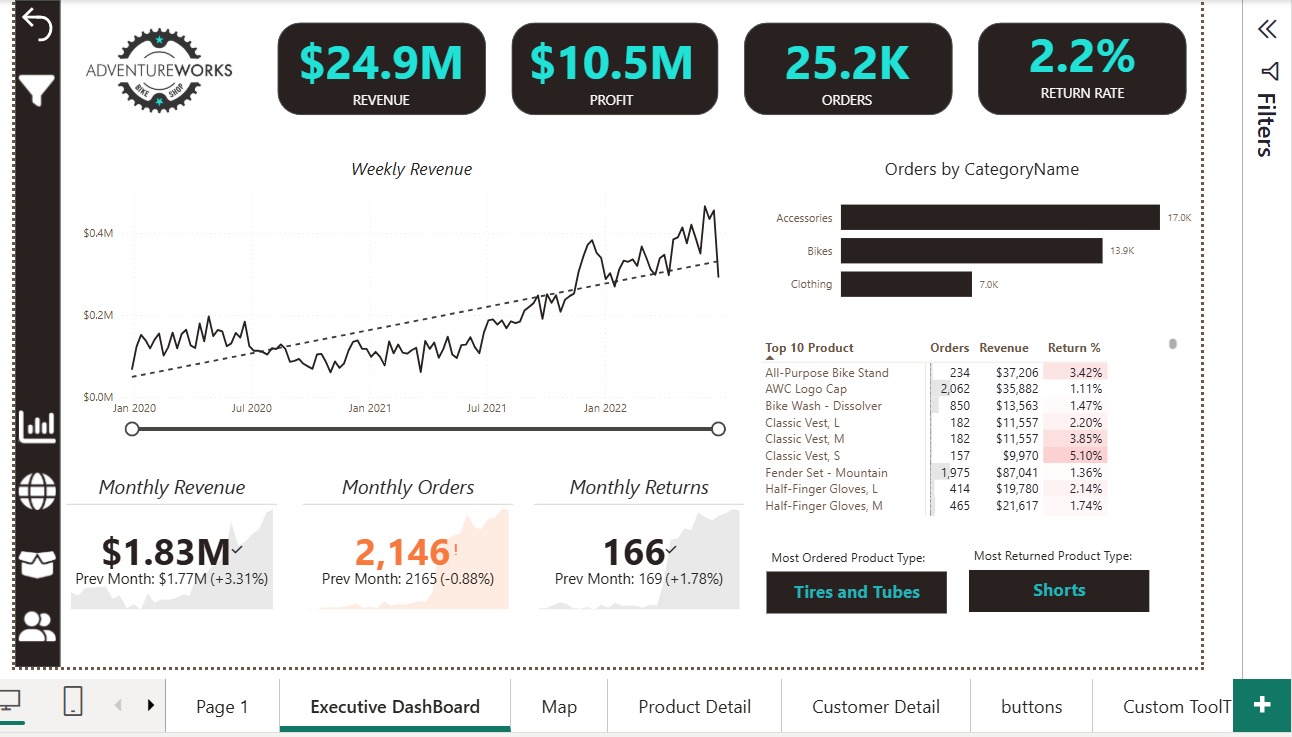 ADVENTUREWORKS
BIKE SHOP
$24.9M
REVENUE
$10.5M
PROFIT
25.2K
ORDERS
2.2%
RETURN RATE
Filters
Weekly Revenue
$0.4M
$0.2M
$0.0M
Jan 2020 Jul 2020 Jan 2021 Jul 2021 Jan 2022
Orders by CategoryName
Accessories 17.0K
Bikes 13.9K
Clothing 7.0K
Top 10 Product Orders Revenue Return %
All-Purpose Bike Stand 234 $37,206 3.42%
AWC Logo Cap 2,062 $35,882 1.11%
Bike Wash - Dissolver 850 $13,563 1.47%
Classic Vest, L 182 $11,557 2.20%
Classic Vest, M 182 $11,557 3.85%
Classic Vest, S 157 $9,970 5.10%
Fender Set - Mountain 1,975 $87,041 1.36%
Half-Finger Gloves, L 414 $19,780 2.14%
Half-Finger Gloves, M 465 $21,617 1.74%
Monthly Revenue
$1.83M
Prev Month: $1.77M (+3.31%)
Monthly Orders
2,146!
Prev Month: 2165 (-0.88%)
Monthly Returns
166
Prev Month: 169 (+1.78%)
Most Ordered Product Type:
Tires and Tubes
Most Returned Product Type:
Shorts
Page 1 Executive DashBoard Map Product Detail Customer Detail buttons Custom ToolT